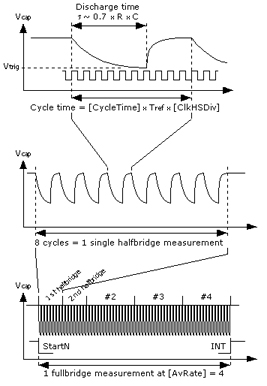 Discharge time
τ ~ 0.7 x R x C
Vcap
Vtrig
Cycle time = [CycleTime] x Tref x [ClkHSDiv]
Vcap
8 cycles = 1 single halfbridge measurement
Vcap
1st halfbridge
2nd halfbridge
#2
#3
#4
StartN
INT
1 fullbridge measurement at [AvRate] = 4